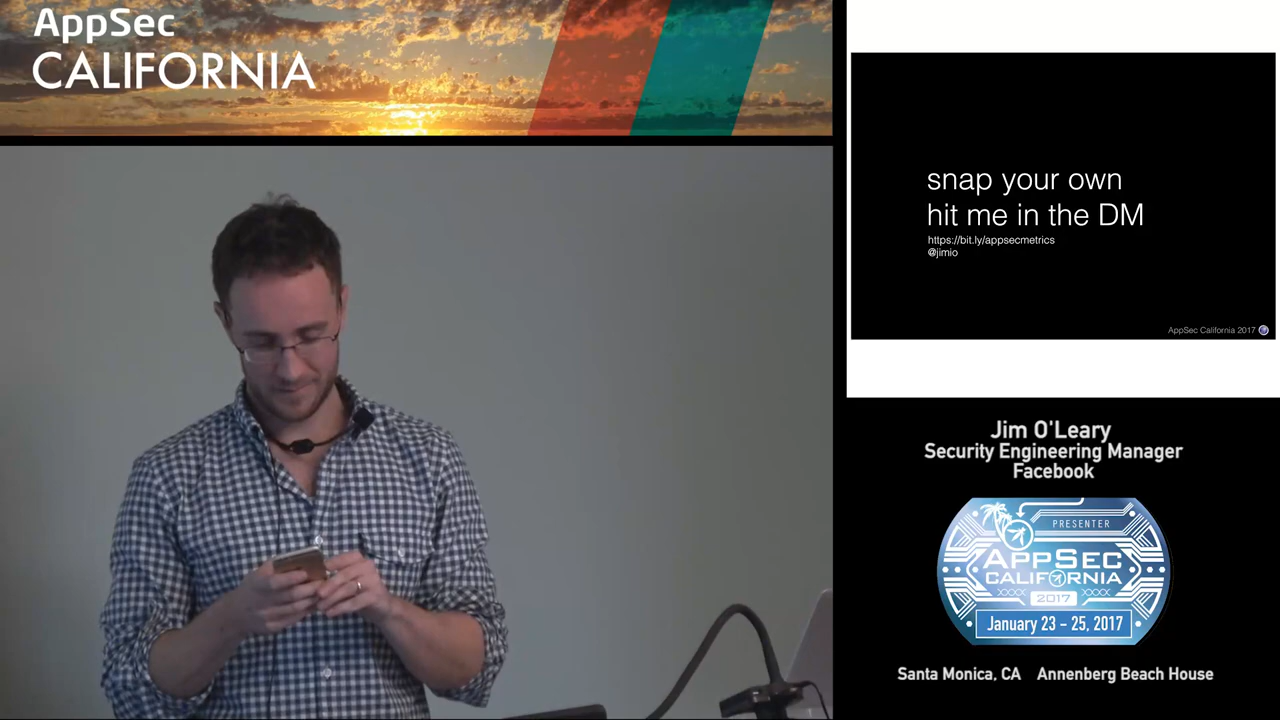 AppSec
CALIFORNIA
snap your own
hit me in the DM
https://bit.ly/appsecmetrics
@jimio
AppSec California 2017
Jim O'Leary
Security Engineering Manager
Facebook
PRESENTER
APPSEC
CALIFORNIA
2017
January 23 - 25, 2017
Santa Monica, CA Annenberg Beach House